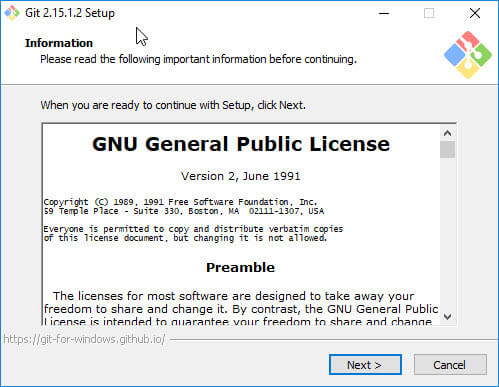 Git 2.15.1.2 Setup
Information
Please read the following important information before continuing.
When you are ready to continue with Setup, click Next.
GNU General Public License
Version 2, June 1991
Copyright (C) 1989, 1991 Free Software Foundation, Inc.
59 Temple Place - Suite 330, Boston, MA  02111-1307, USA
Everyone is permitted to copy and distribute verbatim copies
of this license document, but changing it is not allowed.
Preamble
The licenses for most software are designed to take away your
freedom to share and change it. By contrast, the GNU General Public
License is intended to guarantee your freedom to share and change
https://git-for-windows.github.io/
Next >
Cancel